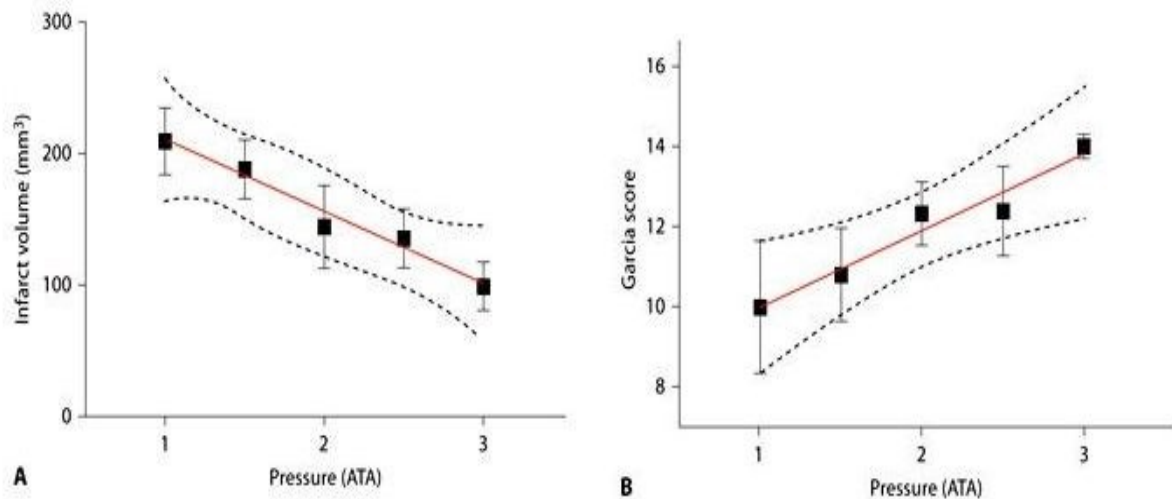 300
200
100
0
Infarct volume (mm³)
1 2 3
Pressure (ATA)
A
16
14
12
10
8
Garcia score
1 2 3
Pressure (ATA)
B